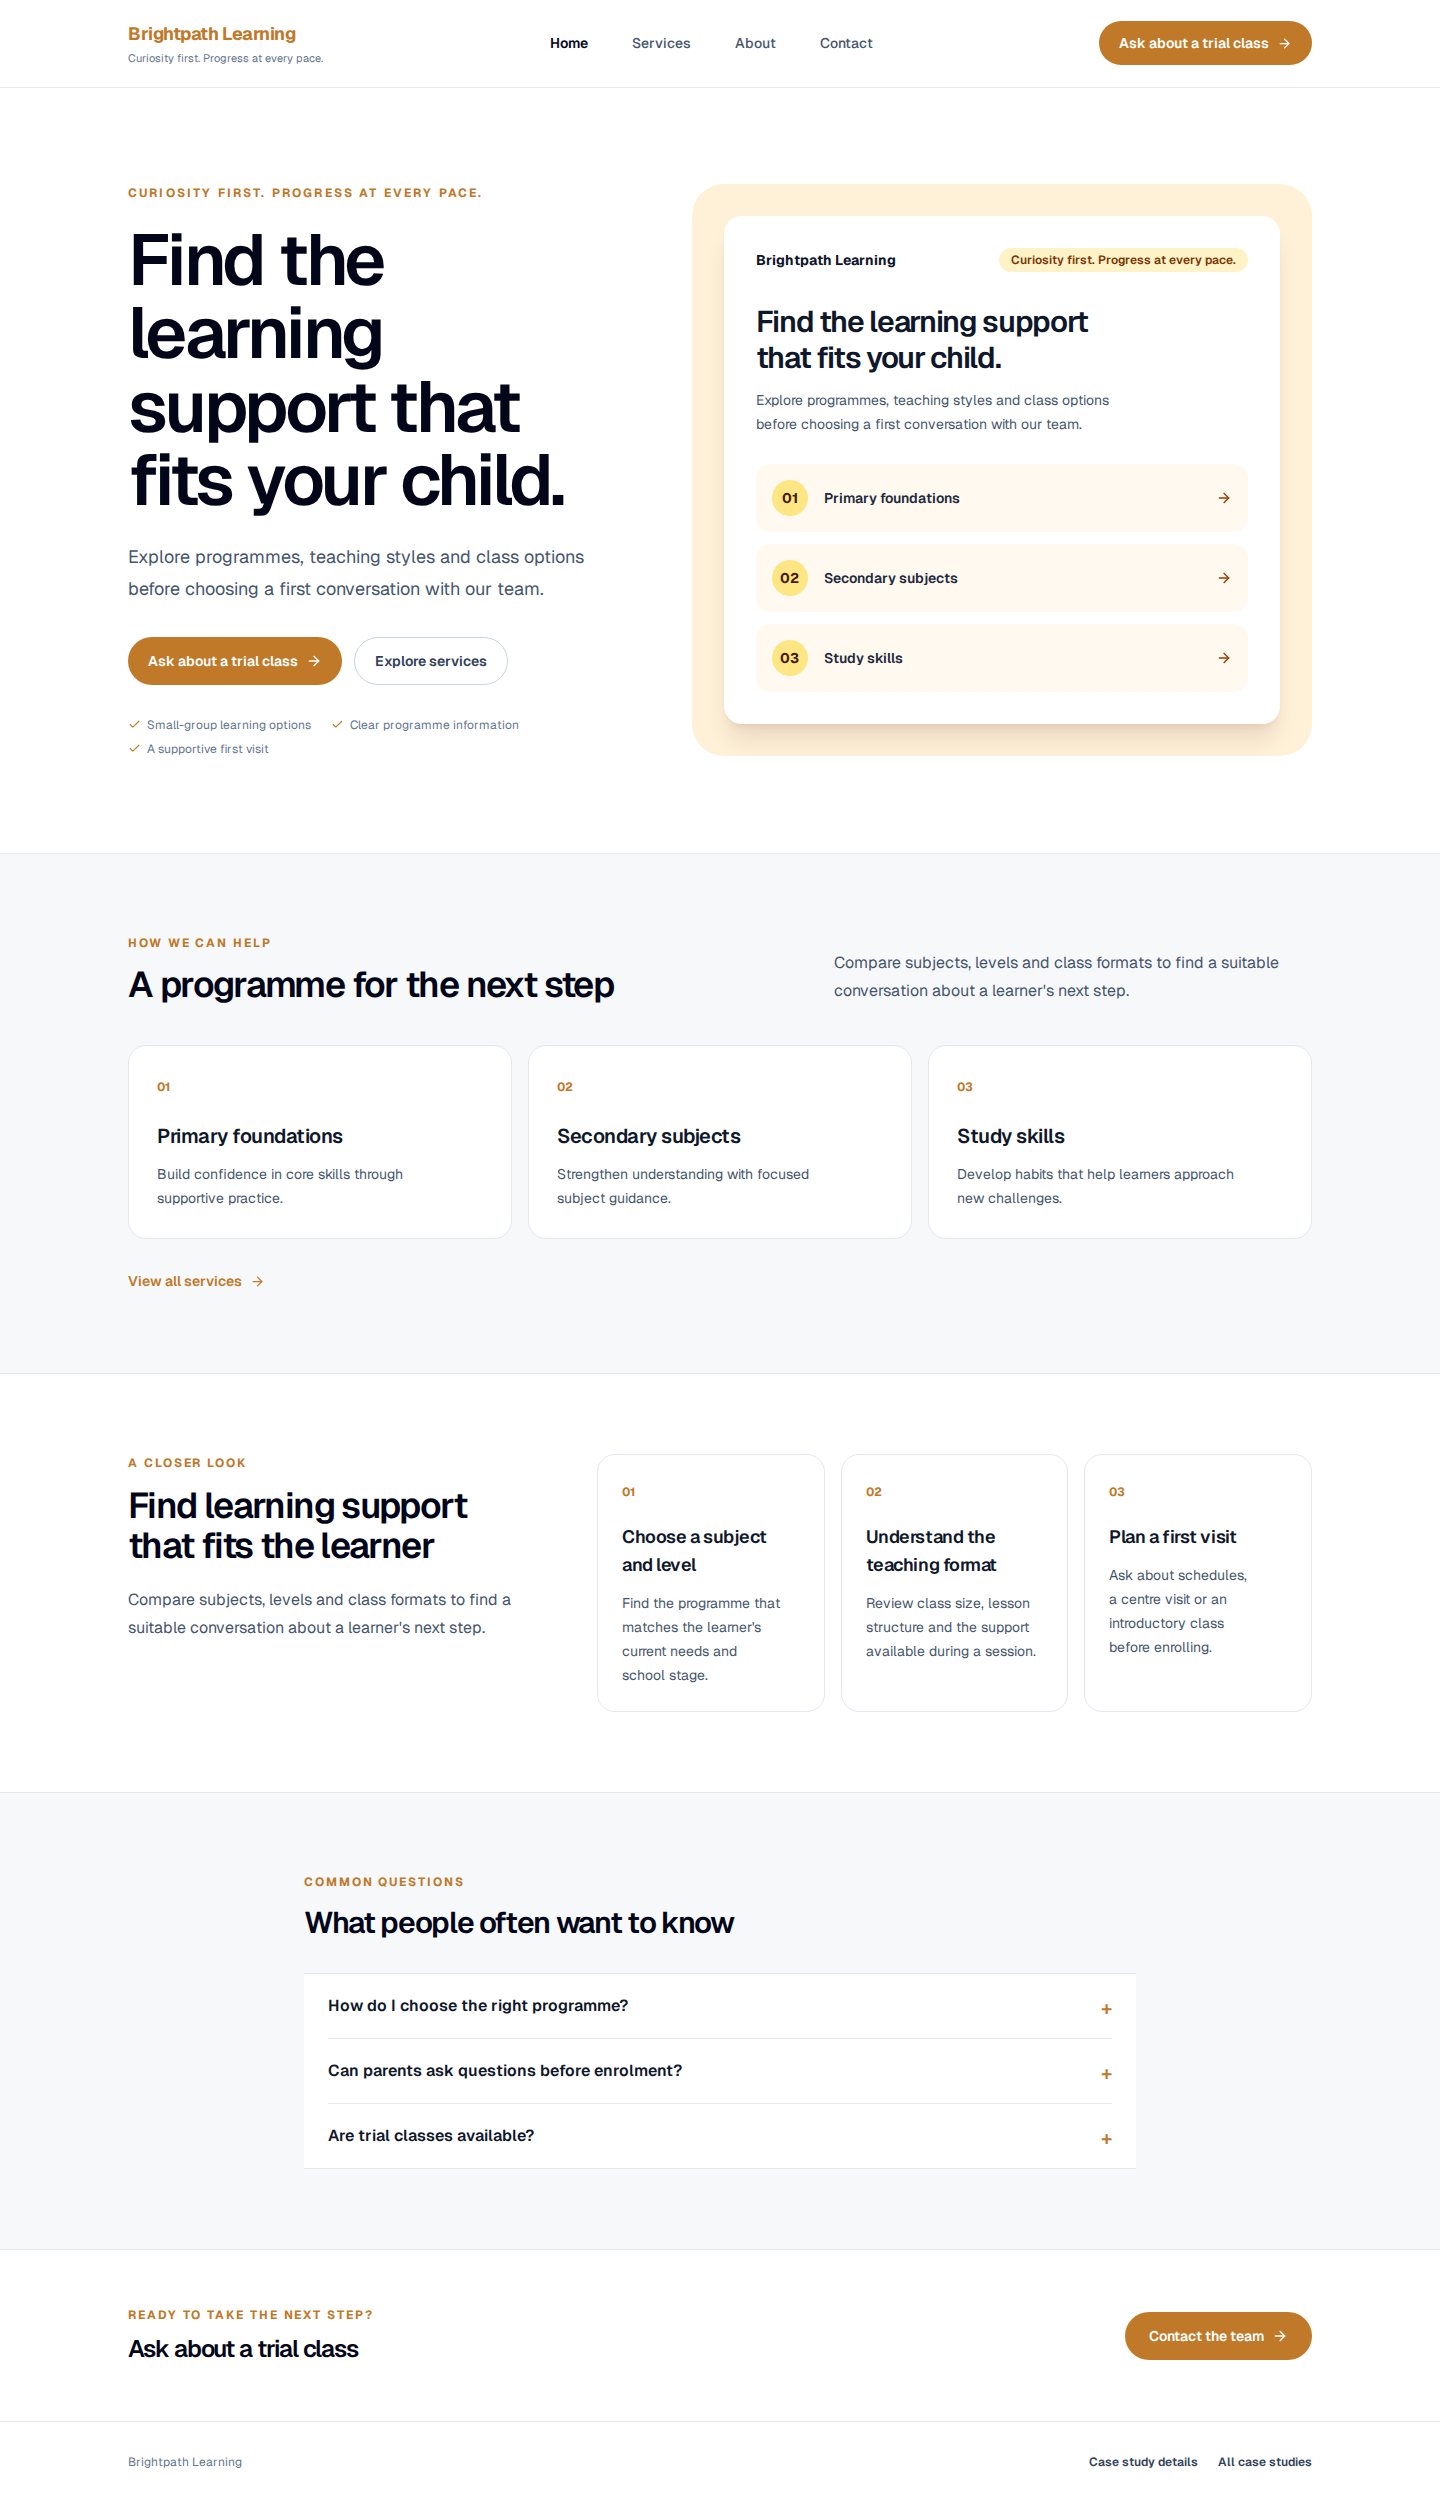 Brightpath Learning
Curiosity first. Progress at every pace.
Home
Services
About
Contact
Ask about a trial class
CURIOSITY FIRST. PROGRESS AT EVERY PACE.
Find the
learning
support that
fits your child.
Explore programmes, teaching styles and class options
before choosing a first conversation with our team.
Ask about a trial class
Explore services
Small-group learning options
Clear programme information
A supportive first visit
Brightpath Learning
Curiosity first. Progress at every pace.
Find the learning support
that fits your child.
Explore programmes, teaching styles and class options
before choosing a first conversation with our team.
01 Primary foundations
02 Secondary subjects
03 Study skills
HOW WE CAN HELP
A programme for the next step
Compare subjects, levels and class formats to find a suitable
conversation about a learner's next step.
01
Primary foundations
Build confidence in core skills through
supportive practice.
02
Secondary subjects
Strengthen understanding with focused
subject guidance.
03
Study skills
Develop habits that help learners approach
new challenges.
View all services
A CLOSER LOOK
Find learning support
that fits the learner
Compare subjects, levels and class formats to find a
suitable conversation about a learner's next step.
01
Choose a subject
and level
Find the programme that
matches the learner's
current needs and
school stage.
02
Understand the
teaching format
Review class size, lesson
structure and the support
available during a session.
03
Plan a first visit
Ask about schedules,
a centre visit or an
introductory class
before enrolling.
COMMON QUESTIONS
What people often want to know
How do I choose the right programme?
+
Can parents ask questions before enrolment?
+
Are trial classes available?
+
READY TO TAKE THE NEXT STEP?
Ask about a trial class
Contact the team
Brightpath Learning
Case study details
All case studies